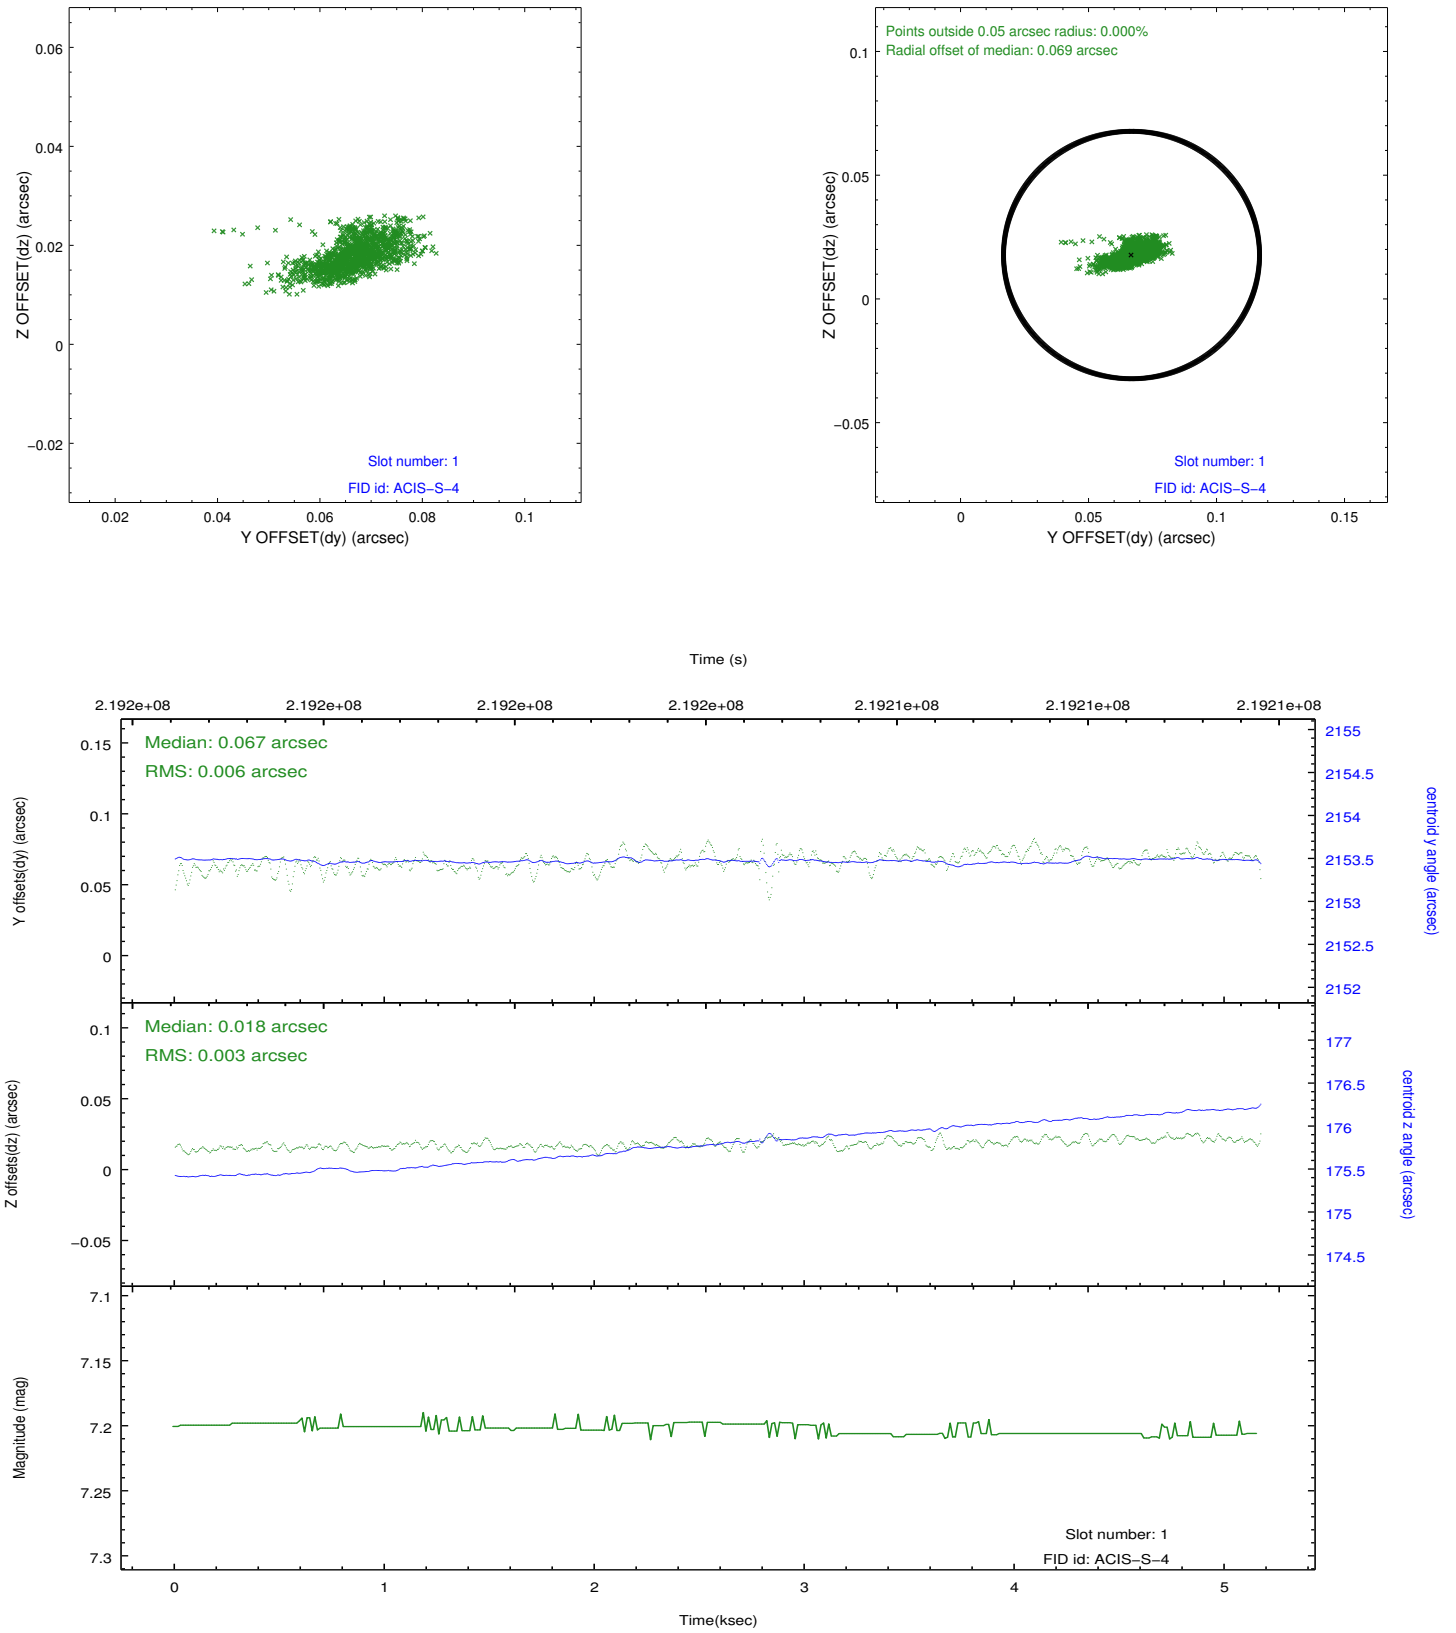 0.06
0.04
0.02
0
−0.02
Z OFFSET(dz) (arcsec)
Slot number: 1
FID id: ACIS−S−4
0.02 0.04 0.06 0.08 0.1
Y OFFSET(dy) (arcsec)
Points outside 0.05 arcsec radius: 0.000%
Radial offset of median: 0.069 arcsec
0.1
0.05
0
−0.05
Z OFFSET(dz) (arcsec)
Slot number: 1
FID id: ACIS−S−4
0 0.05 0.1 0.15
Y OFFSET(dy) (arcsec)
Time (s)
2.192e+08 2.192e+08 2.192e+08 2.192e+08 2.1921e+08 2.1921e+08 2.1921e+08
Median: 0.067 arcsec
RMS: 0.006 arcsec
0.15
0.1
0.05
0
Y offsets(dy) (arcsec)
2155
2154.5
2154
2153.5
2153
2152.5
2152
centroid y angle (arcsec)
Median: 0.018 arcsec
RMS: 0.003 arcsec
0.1
0.05
0
−0.05
Z offsets(dz) (arcsec)
177
176.5
176
175.5
175
174.5
centroid z angle (arcsec)
7.1
7.15
7.2
7.25
7.3
Magnitude (mag)
Slot number: 1
FID id: ACIS−S−4
0 1 2 3 4 5
Time(ksec)